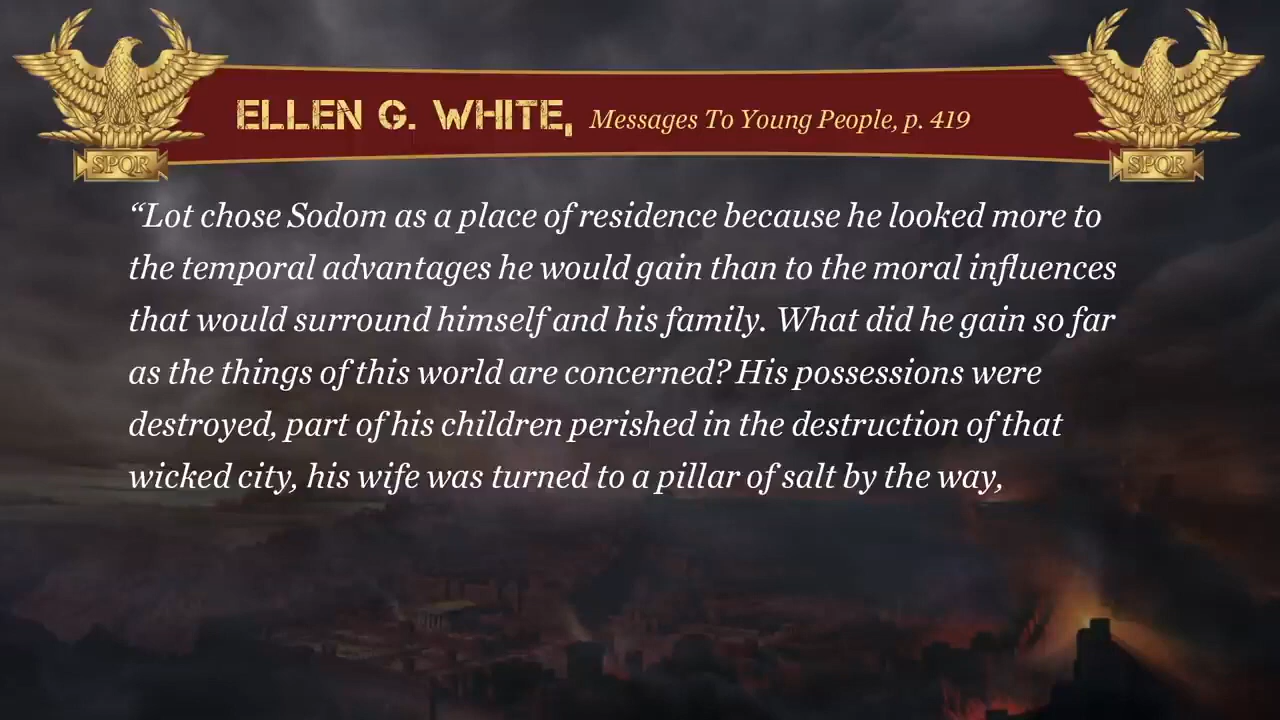 ELLEN G. WHITE, Messages To Young People, p. 419
SPQR
SPQR
“Lot chose Sodom as a place of residence because he looked more to
the temporal advantages he would gain than to the moral influences
that would surround himself and his family. What did he gain so far
as the things of this world are concerned? His possessions were
destroyed, part of his children perished in the destruction of that
wicked city, his wife was turned to a pillar of salt by the way,